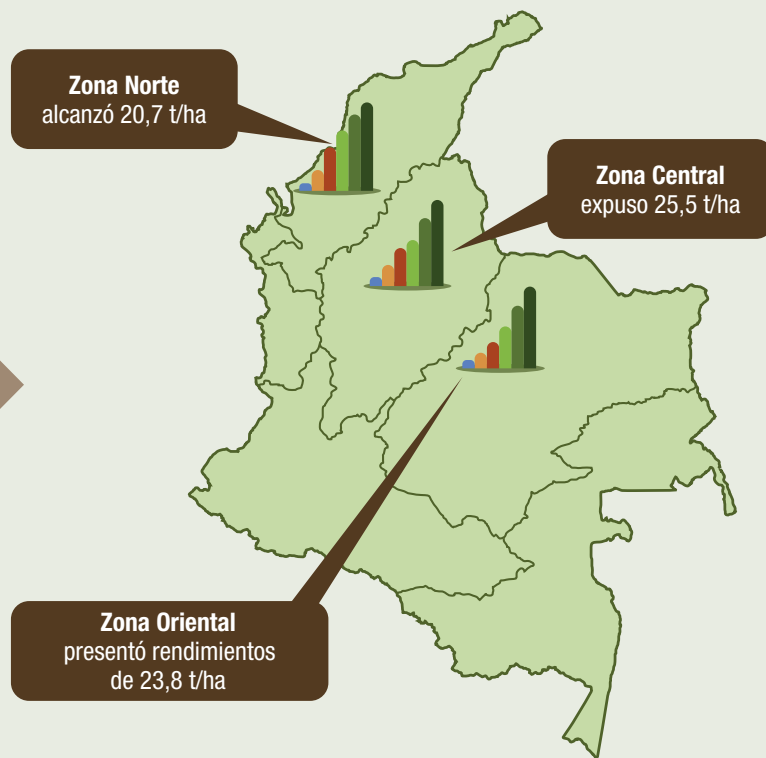 Zona Norte
alcanzó 20,7 t/ha
Zona Central
expuso 25,5 t/ha
Zona Oriental
presentó rendimientos
de 23,8 t/ha